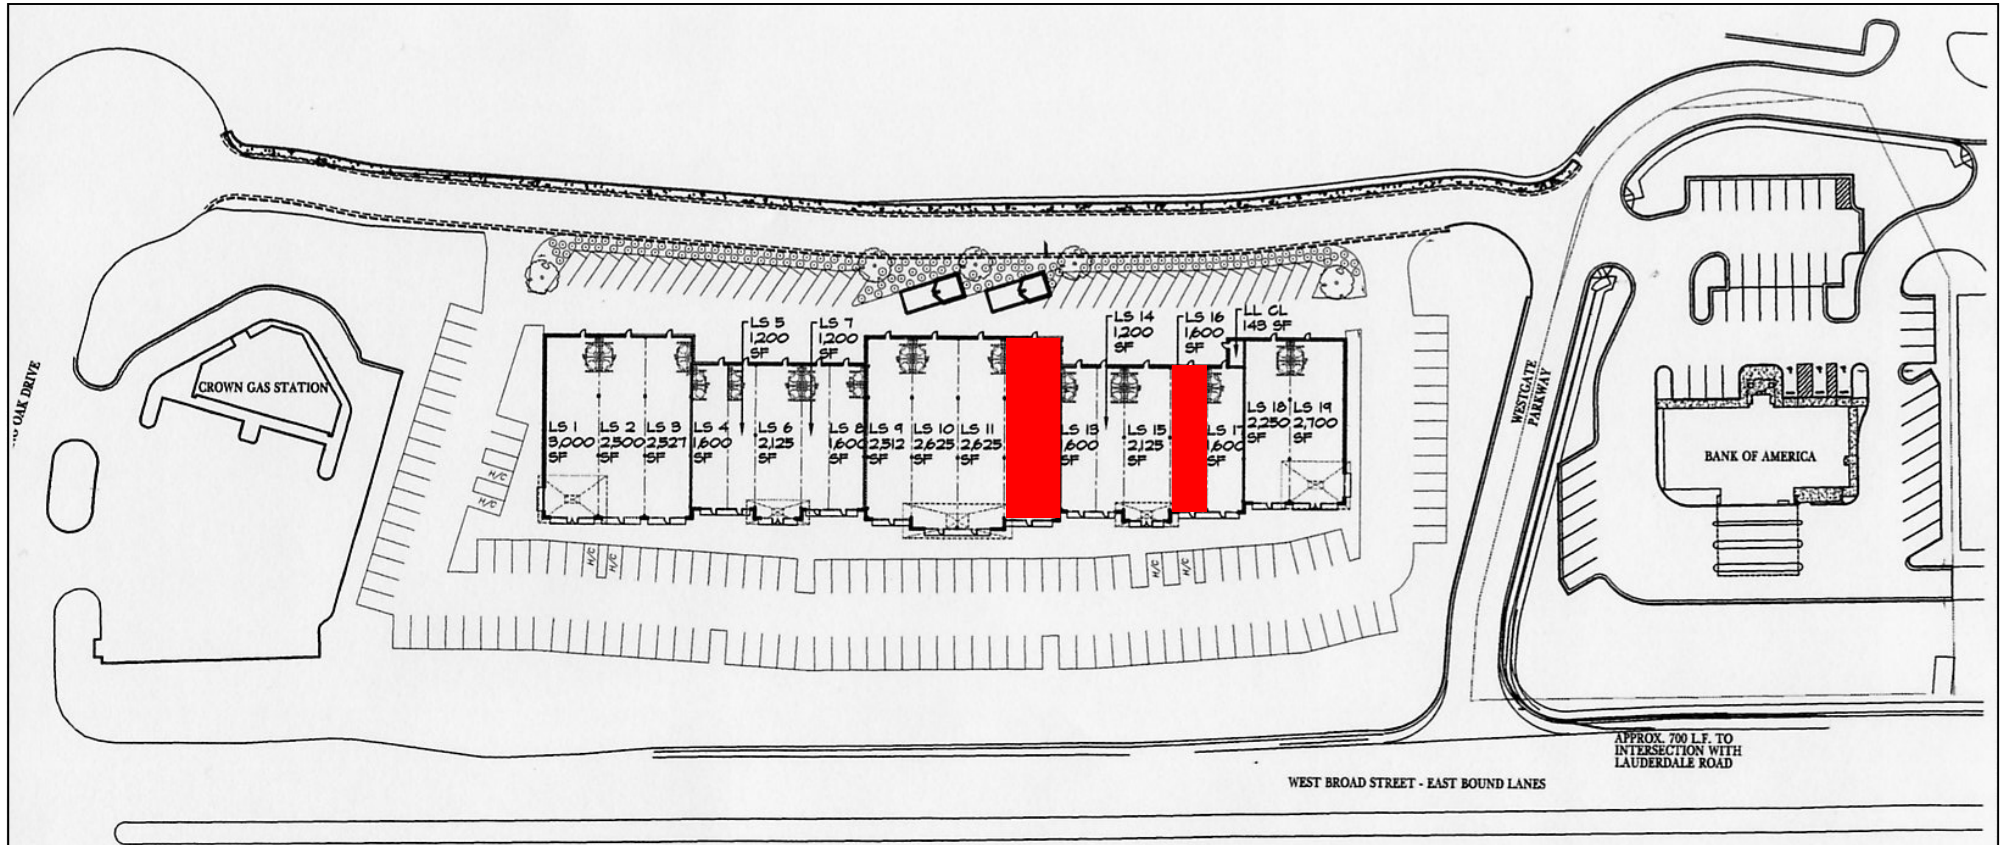 LS 5
1,200
SF
LS 7
1,200
SF
LS 14
1,200
SF
LS 16
1,600
SF
LL CL
143 SF
CROWN GAS STATION
OAK DRIVE
LS 1
3,000
SF
LS 2
2,500
SF
LS 3
2,527
SF
LS 4
1,600
SF
LS 6
2,125
SF
LS 8
1,600
SF
LS 9
2,512
SF
LS 10
2,625
SF
LS 11
2,625
SF
LS 13
1,600
SF
LS 15
2,125
SF
LS 17
1,600
SF
LS 18
2,250
SF
LS 19
2,700
SF
WESTGATE
PARKWAY
BANK OF AMERICA
H/C
H/C
H/C
H/C
H/C
H/C
APPROX. 700 L.F. TO
INTERSECTION WITH
LAUDERDALE ROAD
WEST BROAD STREET - EAST BOUND LANES